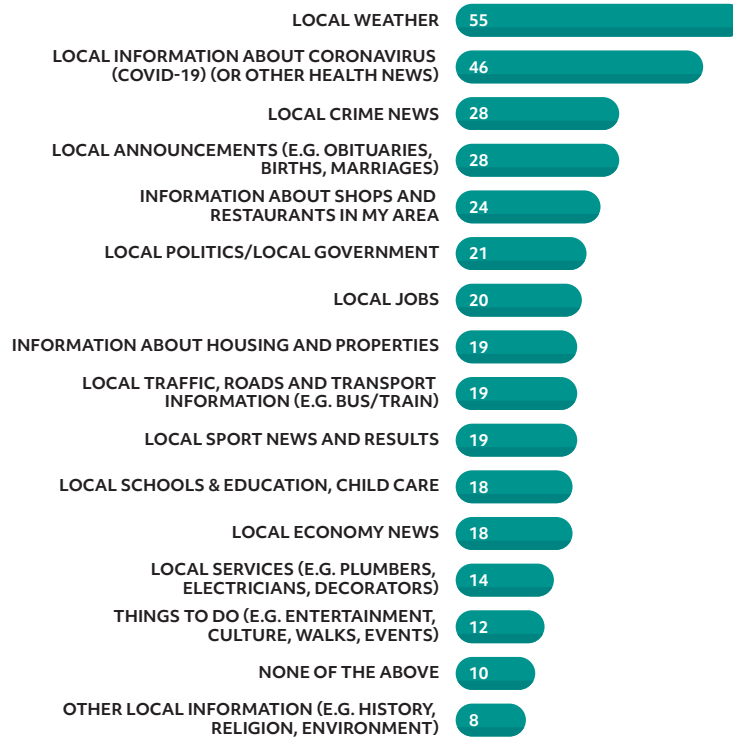 LOCAL WEATHER 55
LOCAL INFORMATION ABOUT CORONAVIRUS
(COVID-19) (OR OTHER HEALTH NEWS) 46
LOCAL CRIME NEWS 28
LOCAL ANNOUNCEMENTS (E.G. OBITUARIES,
BIRTHS, MARRIAGES) 28
INFORMATION ABOUT SHOPS AND
RESTAURANTS IN MY AREA 24
LOCAL POLITICS/LOCAL GOVERNMENT 21
LOCAL JOBS 20
INFORMATION ABOUT HOUSING AND PROPERTIES 19
LOCAL TRAFFIC, ROADS AND TRANSPORT
INFORMATION (E.G. BUS/TRAIN) 19
LOCAL SPORT NEWS AND RESULTS 19
LOCAL SCHOOLS & EDUCATION, CHILD CARE 18
LOCAL ECONOMY NEWS 18
LOCAL SERVICES (E.G. PLUMBERS,
ELECTRICIANS, DECORATORS) 14
THINGS TO DO (E.G. ENTERTAINMENT,
CULTURE, WALKS, EVENTS) 12
NONE OF THE ABOVE 10
OTHER LOCAL INFORMATION (E.G. HISTORY,
RELIGION, ENVIRONMENT) 8